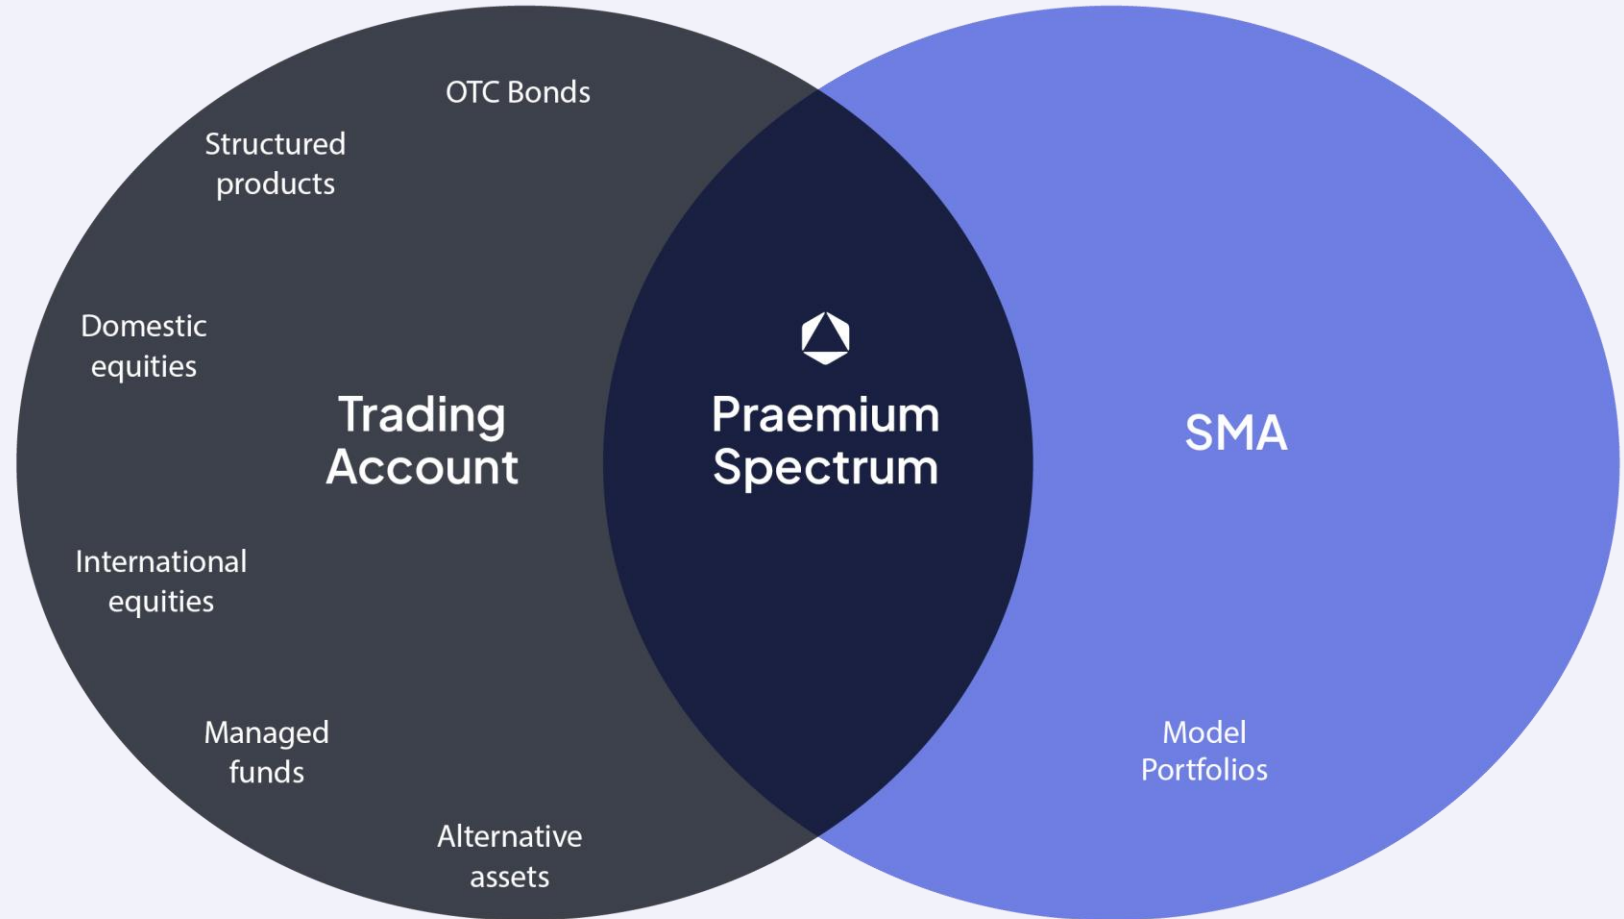 OTC Bonds
Structured
products
Domestic
equities
Trading
Account
International
equities
Managed
funds
Alternative
assets
Praemium
Spectrum
SMA
Model
Portfolios